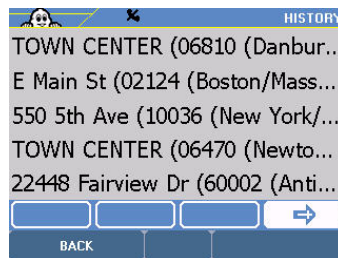 HISTORY
TOWN CENTER (06810 (Danbur...
E Main St (02124 (Boston/Mass...
550 5th Ave (10036 (New York/...
TOWN CENTER (06470 (Newto...
22448 Fairview Dr (60002 (Anti...
BACK